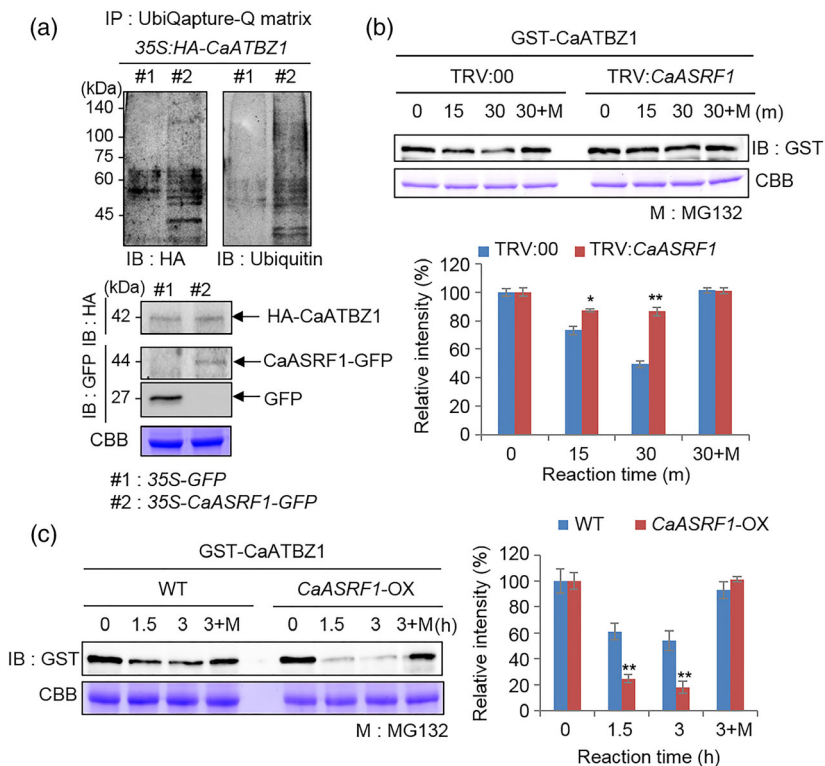 (a)
IP : UbiQapture-Q matrix
35S:HA-CaATBZ1
#1 #2 #1 #2
(kDa)
140
100
75
60
45
IB : HA IB : Ubiquitin
(kDa) #1 #2
IB : HA
42 HA-CaATBZ1
IB : GFP
44 CaASRF1-GFP
27 GFP
CBB
#1 : 35S-GFP
#2 : 35S-CaASRF1-GFP
(b)
GST-CaATBZ1
TRV:00 TRV:CaASRF1
0 15 30 30+M 0 15 30 30+M (m)
IB : GST
CBB
M : MG132
TRV:00 TRV:CaASRF1
Relative intensity (%)
120
100
80
60
40
20
0
* **
0 15 30 30+M
Reaction time (m)
(c)
GST-CaATBZ1
WT CaASRF1-OX
0 1.5 3 3+M 0 1.5 3 3+M(h)
IB : GST
CBB
M : MG132
WT CaASRF1-OX
Relative intensity (%)
120
100
80
60
40
20
0
** **
0 1.5 3 3+M
Reaction time (h)